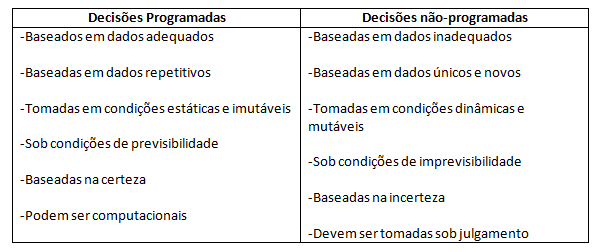 Decisões Programadas
-Baseados em dados adequados
-Baseadas em dados repetitivos
-Tomadas em condições estáticas e imutáveis
-Sob condições de previsibilidade
-Baseadas na certeza
-Podem ser computacionais
Decisões não-programadas
-Baseadas em dados inadequados
-Baseadas em dados únicos e novos
-Tomadas em condições dinâmicas e
mutáveis
-Sob condições de imprevisibilidade
-Baseadas na incerteza
-Devem ser tomadas sob julgamento